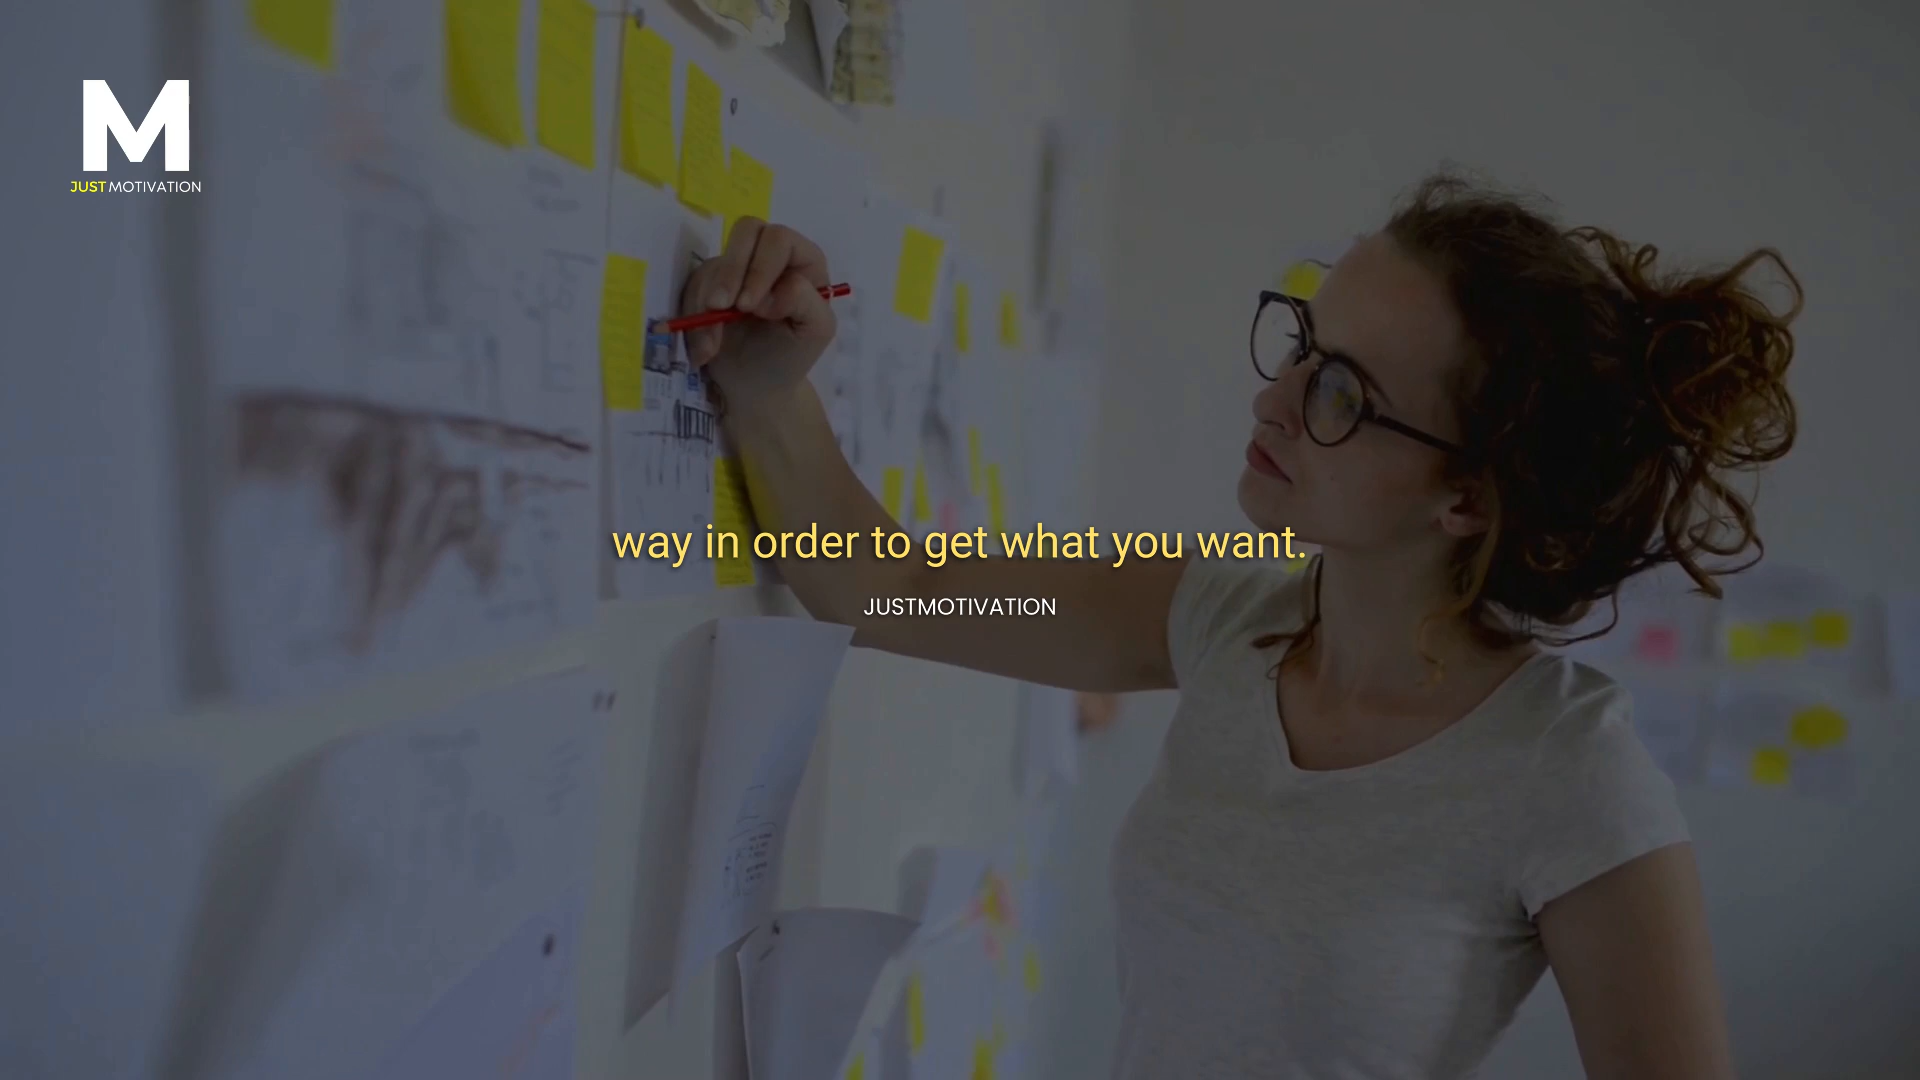 M
JUST MOTIVATION
way in order to get what you want.
JUSTMOTIVATION